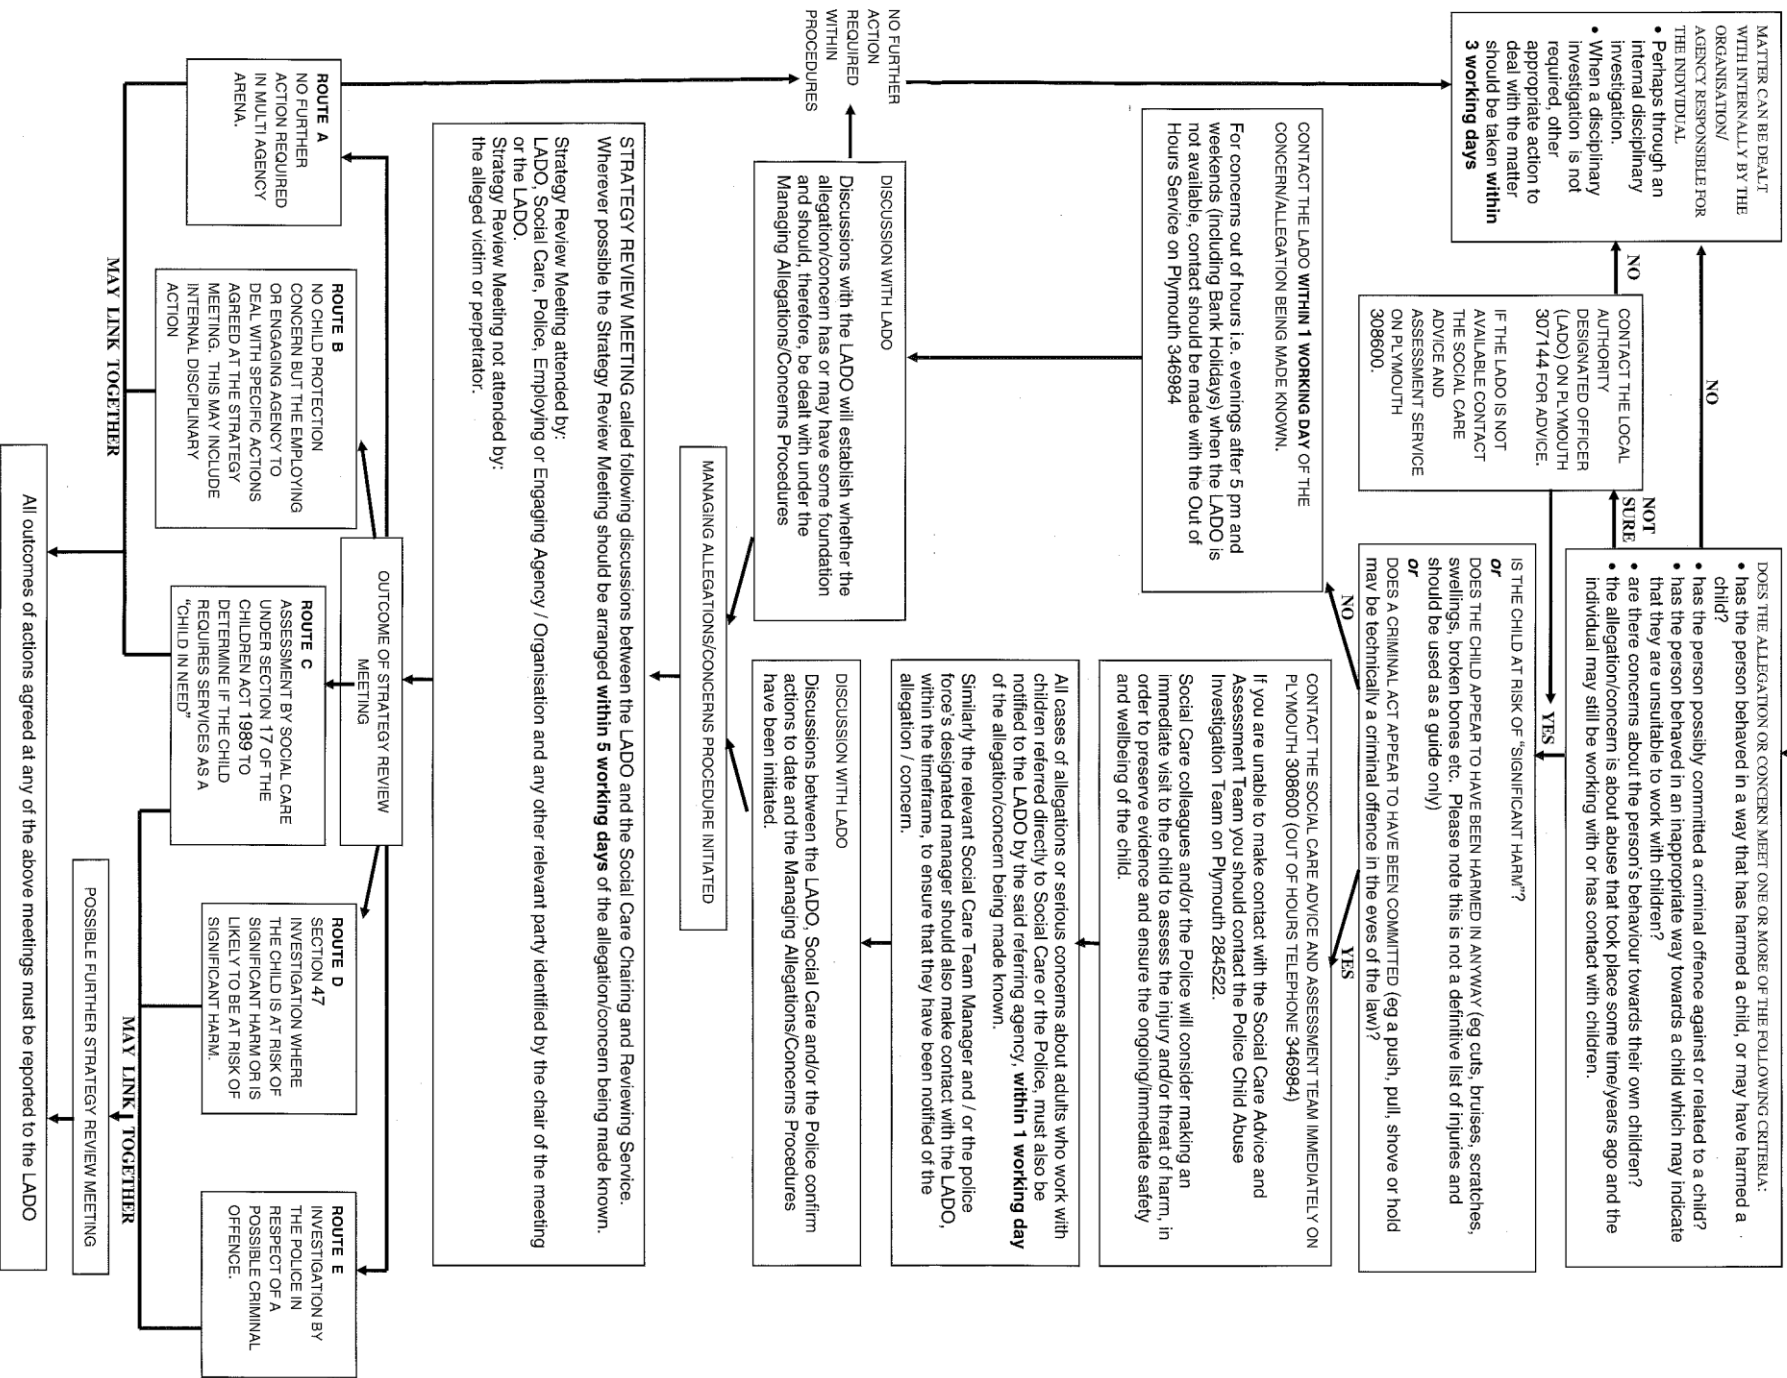 DOES THE ALLEGATION OR CONCERN MEET ONE OR MORE OF THE FOLLOWING CRITERIA:
• has the person behaved in a way that has harmed a child, or may have harmed a
child?
• has the person possibly committed a criminal offence against or related to a child?
• has the person behaved in an inappropriate way towards a child which may indicate
that they are unsuitable to work with children?
• are there concerns about the person's behaviour towards their own children?
• the allegation/concern is about abuse that took place some time/years ago and the
individual may still be working with or has contact with children.
NO
NOT
SURE
YES
MATTER CAN BE DEALT
WITH INTERNALLY BY THE
ORGANISATION/
AGENCY RESPONSIBLE FOR
THE INDIVIDUAL
• Perhaps through an
internal disciplinary
investigation.
• When a disciplinary
investigation is not
required, other
appropriate action to
deal with the matter
should be taken within
3 working days
NO
CONTACT THE LOCAL
AUTHORITY
DESIGNATED OFFICER
(LADO) ON PLYMOUTH
307144 FOR ADVICE.
IF THE LADO IS NOT
AVAILABLE CONTACT
THE SOCIAL CARE
ADVICE AND
ASSESSMENT SERVICE
ON PLYMOUTH
308600.
IS THE CHILD AT RISK OF "SIGNIFICANT HARM"?
or
DOES THE CHILD APPEAR TO HAVE BEEN HARMED IN ANYWAY (eg cuts, bruises, scratches,
swellings, broken bones etc. Please note this is not a definitive list of injuries and
should be used as a guide only)
or
DOES A CRIMINAL ACT APPEAR TO HAVE BEEN COMMITTED (eg a push, pull, shove or hold
may be technically a criminal offence in the eyes of the law)?
NO
YES
CONTACT THE LADO WITHIN 1 WORKING DAY OF THE
CONCERN/ALLEGATION BEING MADE KNOWN.
For concerns out of hours i.e. evenings after 5 pm and
weekends (including Bank Holidays) when the LADO is
not available, contact should be made with the Out of
Hours Service on Plymouth 346984
CONTACT THE SOCIAL CARE ADVICE AND ASSESSMENT TEAM IMMEDIATELY ON
PLYMOUTH 308600 (OUT OF HOURS TELEPHONE 346984)
If you are unable to make contact with the Social Care Advice and
Assessment Team you should contact the Police Child Abuse
Investigation Team on Plymouth 284522.
Social Care colleagues and/or the Police will consider making an
immediate visit to the child to assess the injury and/or threat of harm, in
order to preserve evidence and ensure the ongoing/immediate safety
and wellbeing of the child.
All cases of allegations or serious concerns about adults who work with
children referred directly to Social Care or the Police, must also be
notified to the LADO by the said referring agency, within 1 working day
of the allegation/concern being made known.
Similarly the relevant Social Care Team Manager and / or the police
force's designated manager should also make contact with the LADO,
within the timeframe, to ensure that they have been notified of the
allegation / concern.
NO FURTHER
ACTION
REQUIRED
WITHIN
PROCEDURES
DISCUSSION WITH LADO
Discussions with the LADO will establish whether the
allegation/concern has or may have some foundation
and should, therefore, be dealt with under the
Managing Allegations/Concerns Procedures
DISCUSSION WITH LADO
Discussions between the LADO, Social Care and/or the Police confirm
actions to date and the Managing Allegations/Concerns Procedures
have been initiated.
MANAGING ALLEGATIONS/CONCERNS PROCEDURE INITIATED
STRATEGY REVIEW MEETING called following discussions between the LADO and the Social Care Chairing and Reviewing Service.
Wherever possible the Strategy Review Meeting should be arranged within 5 working days of the allegation/concern being made known.
Strategy Review Meeting attended by:
LADO, Social Care, Police, Employing or Engaging Agency / Organisation and any other relevant party identified by the chair of the meeting
or the LADO.
Strategy Review Meeting not attended by:
the alleged victim or perpetrator.
OUTCOME OF STRATEGY REVIEW
MEETING
ROUTE A
NO FURTHER
ACTION REQUIRED
IN MULTI AGENCY
ARENA.
ROUTE B
NO CHILD PROTECTION
CONCERN BUT THE EMPLOYING
OR ENGAGING AGENCY TO
DEAL WITH SPECIFIC ACTIONS
AGREED AT THE STRATEGY
MEETING. THIS MAY INCLUDE
INTERNAL DISCIPLINARY
ACTION
ROUTE C
ASSESSMENT BY SOCIAL CARE
UNDER SECTION 17 OF THE
CHILDREN ACT 1989 TO
DETERMINE IF THE CHILD
REQUIRES SERVICES AS A
"CHILD IN NEED"
ROUTE D
SECTION 47
INVESTIGATION WHERE
THE CHILD IS AT RISK OF
SIGNIFICANT HARM OR IS
LIKELY TO BE AT RISK OF
SIGNIFICANT HARM.
ROUTE E
INVESTIGATION BY
THE POLICE IN
RESPECT OF A
POSSIBLE CRIMINAL
OFFENCE.
MAY LINK TOGETHER
MAY LINK TOGETHER
POSSIBLE FURTHER STRATEGY REVIEW MEETING
All outcomes of actions agreed at any of the above meetings must be reported to the LADO